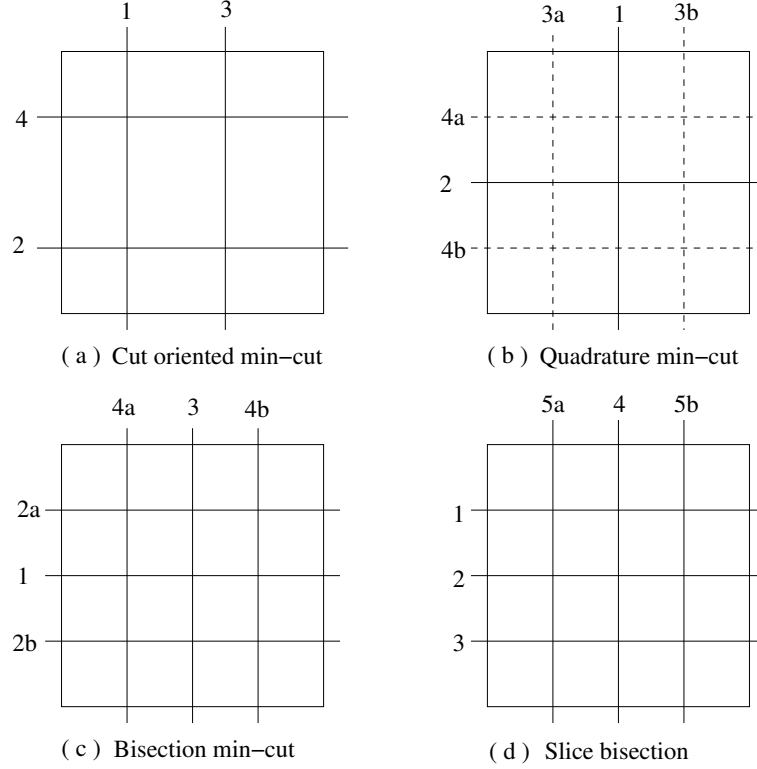 1 3
4
2
( a ) Cut oriented min−cut
3a 1 3b
4a
2
4b
( b ) Quadrature min−cut
4a 3 4b
2a
1
2b
( c ) Bisection min−cut
5a 4 5b
1
2
3
( d ) Slice bisection